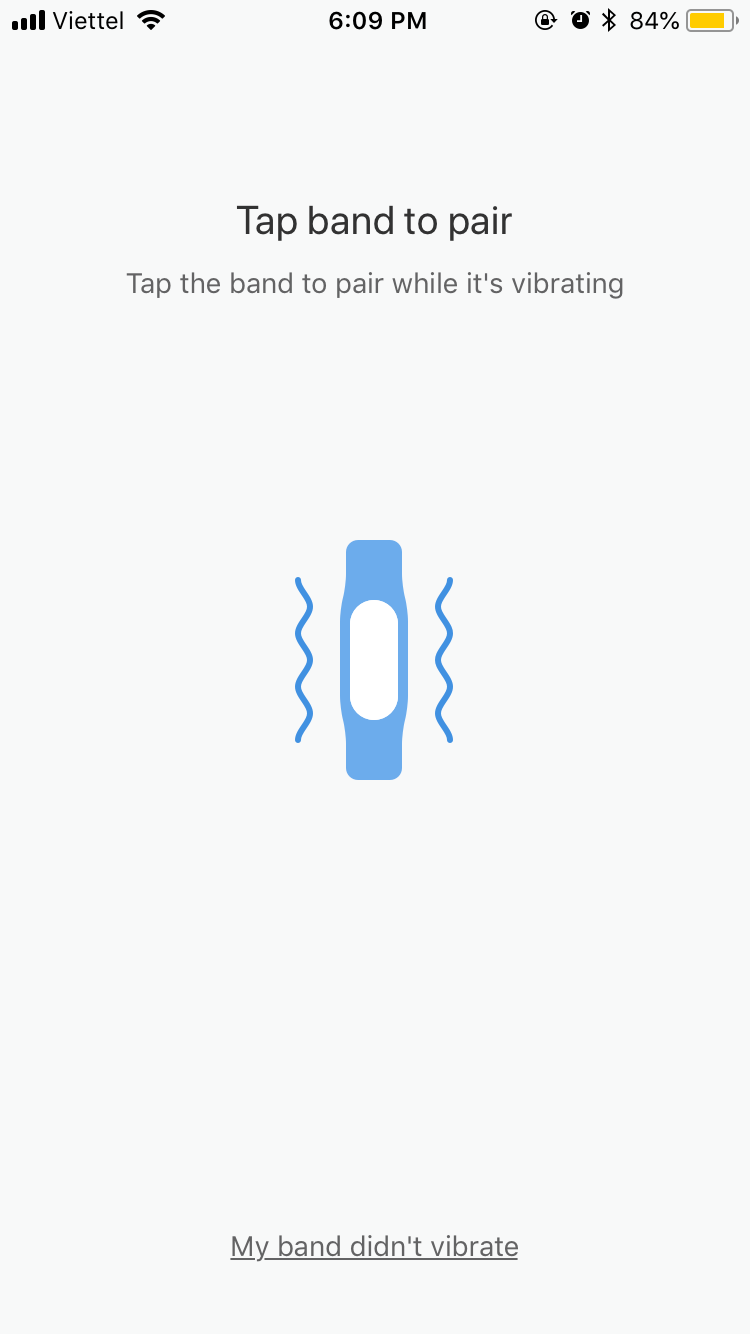 Viettel 6:09 PM 84%
Tap band to pair
Tap the band to pair while it's vibrating
My band didn't vibrate